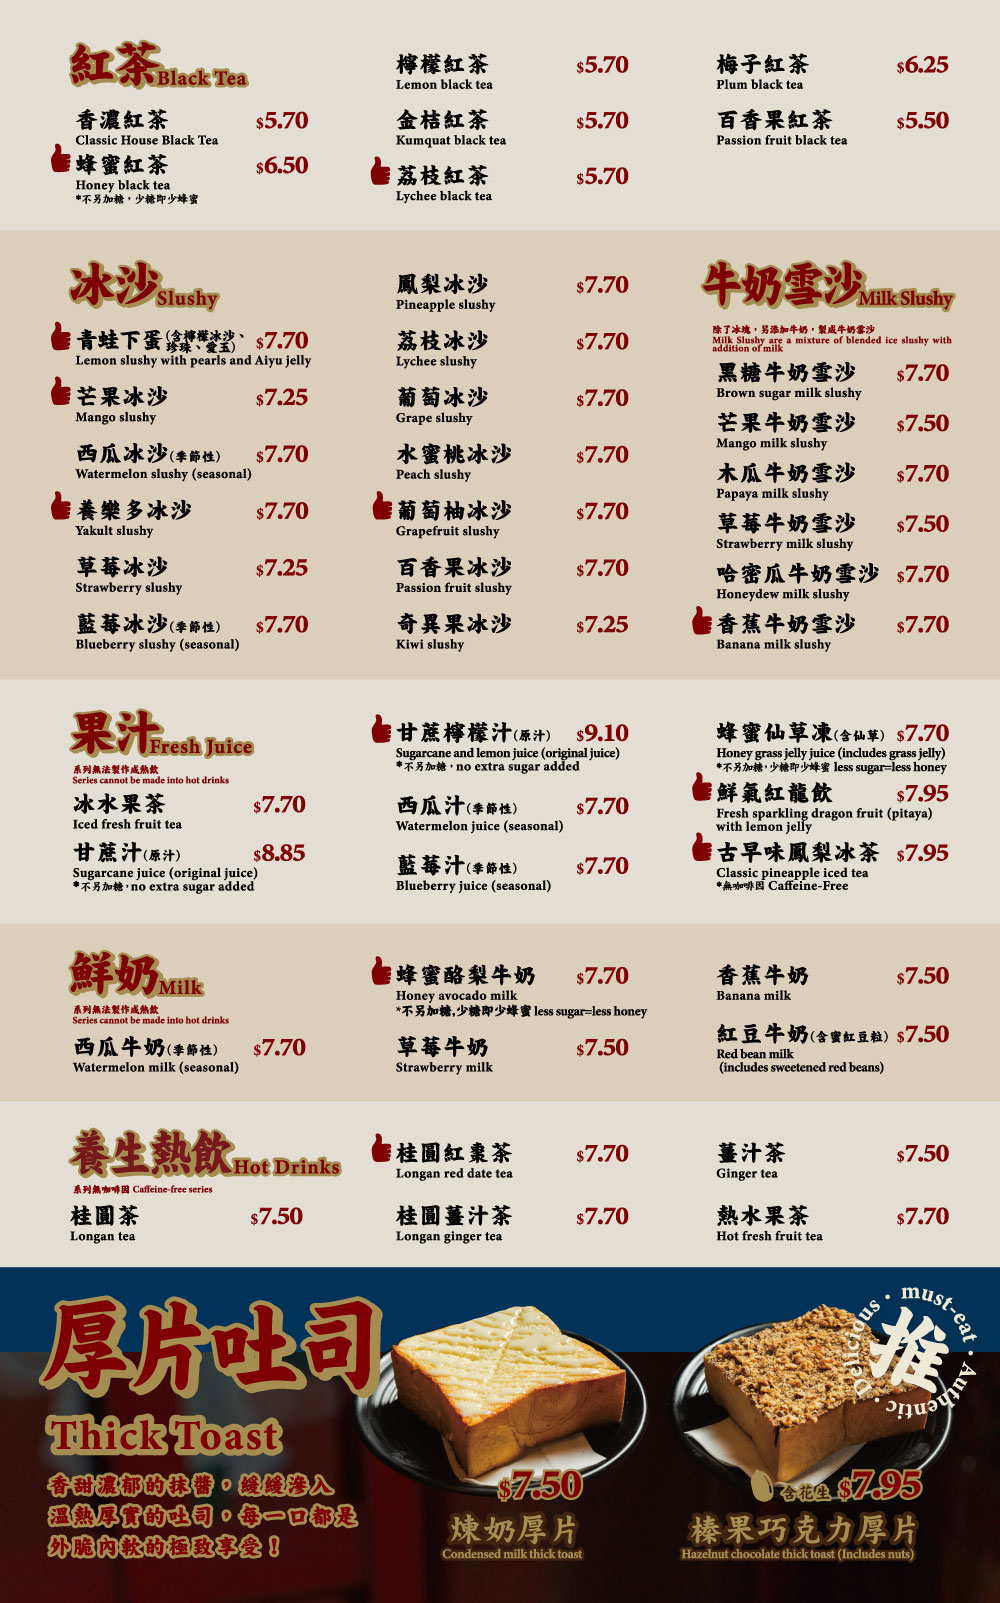 紅茶 Black Tea
香濃紅茶 $5.70
Classic House Black Tea
蜂蜜紅茶 $6.50
Honey black tea
*不另加糖，少糖即少蜂蜜
檸檬紅茶 $5.70
Lemon black tea
金桔紅茶 $5.70
Kumquat black tea
荔枝紅茶 $5.70
Lychee black tea
梅子紅茶 $6.25
Plum black tea
百香果紅茶 $5.50
Passion fruit black tea
冰沙 Slushy
青蛙下蛋(含檸檬冰沙、珍珠、愛玉) $7.70
Lemon slushy with pearls and Aiyu jelly
芒果冰沙 $7.25
Mango slushy
西瓜冰沙(季節性) $7.70
Watermelon slushy (seasonal)
養樂多冰沙 $7.70
Yakult slushy
草莓冰沙 $7.25
Strawberry slushy
藍莓冰沙(季節性) $7.70
Blueberry slushy (seasonal)
鳳梨冰沙 $7.70
Pineapple slushy
荔枝冰沙 $7.70
Lychee slushy
葡萄冰沙 $7.70
Grape slushy
水蜜桃冰沙 $7.70
Peach slushy
葡萄柚冰沙 $7.70
Grapefruit slushy
百香果冰沙 $7.70
Passion fruit slushy
奇異果冰沙 $7.25
Kiwi slushy
牛奶雪沙 Milk Slushy
除了冰塊，另添加牛奶，製成牛奶雪沙
Milk Slushy are a mixture of blended ice slushy with
addition of milk
黑糖牛奶雪沙 $7.70
Brown sugar milk slushy
芒果牛奶雪沙 $7.50
Mango milk slushy
木瓜牛奶雪沙 $7.70
Papaya milk slushy
草莓牛奶雪沙 $7.50
Strawberry milk slushy
哈密瓜牛奶雪沙 $7.70
Honeydew milk slushy
香蕉牛奶雪沙 $7.70
Banana milk slushy
果汁 Fresh Juice
系列無法製作成熱飲
Series cannot be made into hot drinks
冰水果茶 $7.70
Iced fresh fruit tea
甘蔗汁(原汁) $8.85
Sugarcane juice (original juice)
*不另加糖，no extra sugar added
甘蔗檸檬汁(原汁) $9.10
Sugarcane and lemon juice (original juice)
*不另加糖，no extra sugar added
西瓜汁(季節性) $7.70
Watermelon juice (seasonal)
藍莓汁(季節性) $7.70
Blueberry juice (seasonal)
蜂蜜仙草凍(含仙草) $7.70
Honey grass jelly juice (includes grass jelly)
*不另加糖，少糖即少蜂蜜 less sugar=less honey
鮮氣紅龍飲 $7.95
Fresh sparkling dragon fruit (pitaya)
with lemon jelly
古早味鳳梨冰茶 $7.95
Classic pineapple iced tea
*無咖啡因 Caffeine-Free
鮮奶 Milk
系列無法製作成熱飲
Series cannot be made into hot drinks
西瓜牛奶(季節性) $7.70
Watermelon milk (seasonal)
蜂蜜酪梨牛奶 $7.70
Honey avocado milk
*不另加糖,少糖即少蜂蜜 less sugar=less honey
草莓牛奶 $7.50
Strawberry milk
香蕉牛奶 $7.50
Banana milk
紅豆牛奶(含蜜紅豆粒) $7.50
Red bean milk
(includes sweetened red beans)
養生熱飲 Hot Drinks
系列無咖啡因 Caffeine-free series
桂圓茶 $7.50
Longan tea
桂圓紅棗茶 $7.70
Longan red date tea
桂圓薑汁茶 $7.70
Longan ginger tea
薑汁茶 $7.50
Ginger tea
熱水果茶 $7.70
Hot fresh fruit tea
厚片吐司
Thick Toast
香甜濃郁的抹醬，緩緩滲入
溫熱厚實的吐司，每一口都是
外脆內軟的極致享受！
$7.50
煉奶厚片
Condensed milk thick toast
Delicious · must-eat · Authentic ·
推
含花生 $7.95
榛果巧克力厚片
Hazelnut chocolate thick toast (Includes nuts)